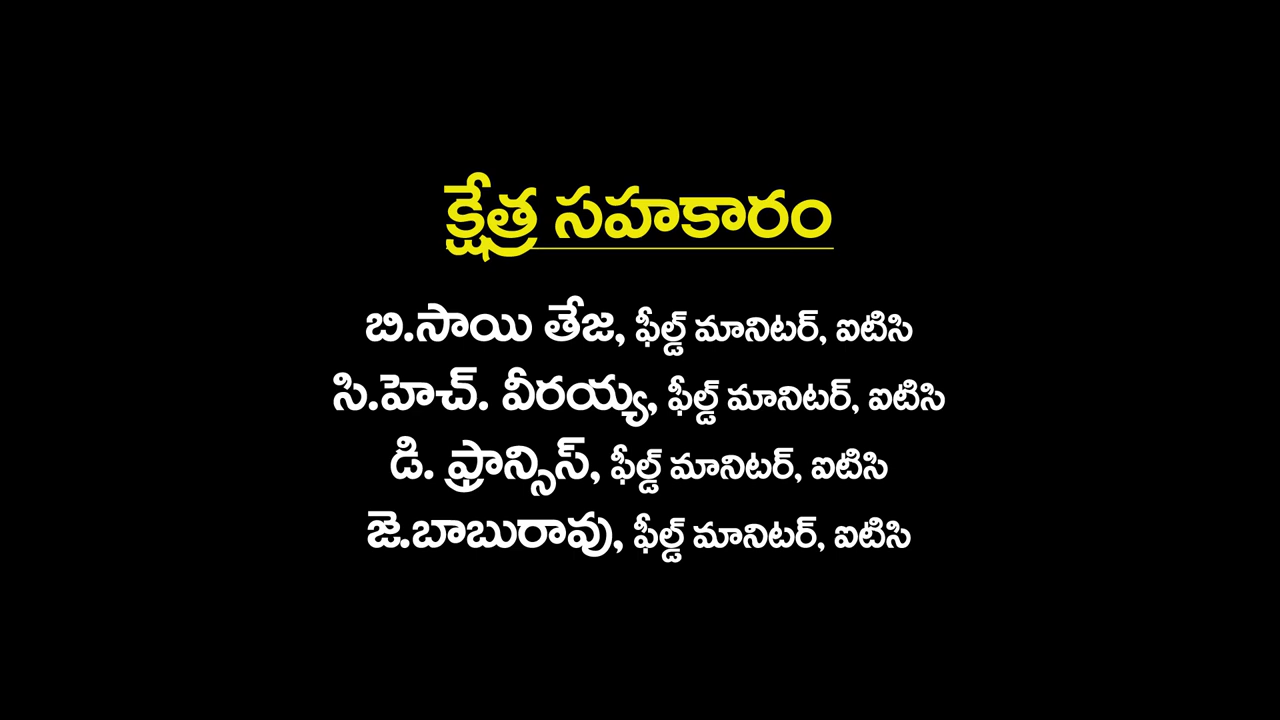 క్షేత్ర సహకారం
బి.సాయి తేజ, ఫీల్డ్ మానిటర్, ఐటిసి
సి.హెచ్. వీరయ్య, ఫీల్డ్ మానిటర్, ఐటిసి
డి. ఫ్రాన్సిస్, ఫీల్డ్ మానిటర్, ఐటిసి
జె.బాబురావు, ఫీల్డ్ మానిటర్, ఐటిసి